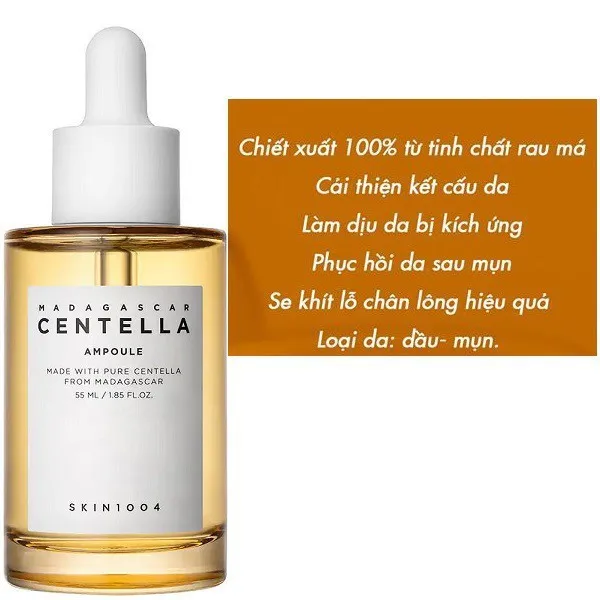 MADAGASCAR
CENTELLA
AMPOULE
MADE WITH PURE CENTELLA
FROM MADAGASCAR
55 ML / 1.85 FL.OZ.
SKIN1004
Chiết xuất 100% từ tinh chất rau má
Cải thiện kết cấu da
Làm dịu da bị kích ứng
Phục hồi da sau mụn
Se khít lỗ chân lông hiệu quả
Loại da: dầu- mụn.